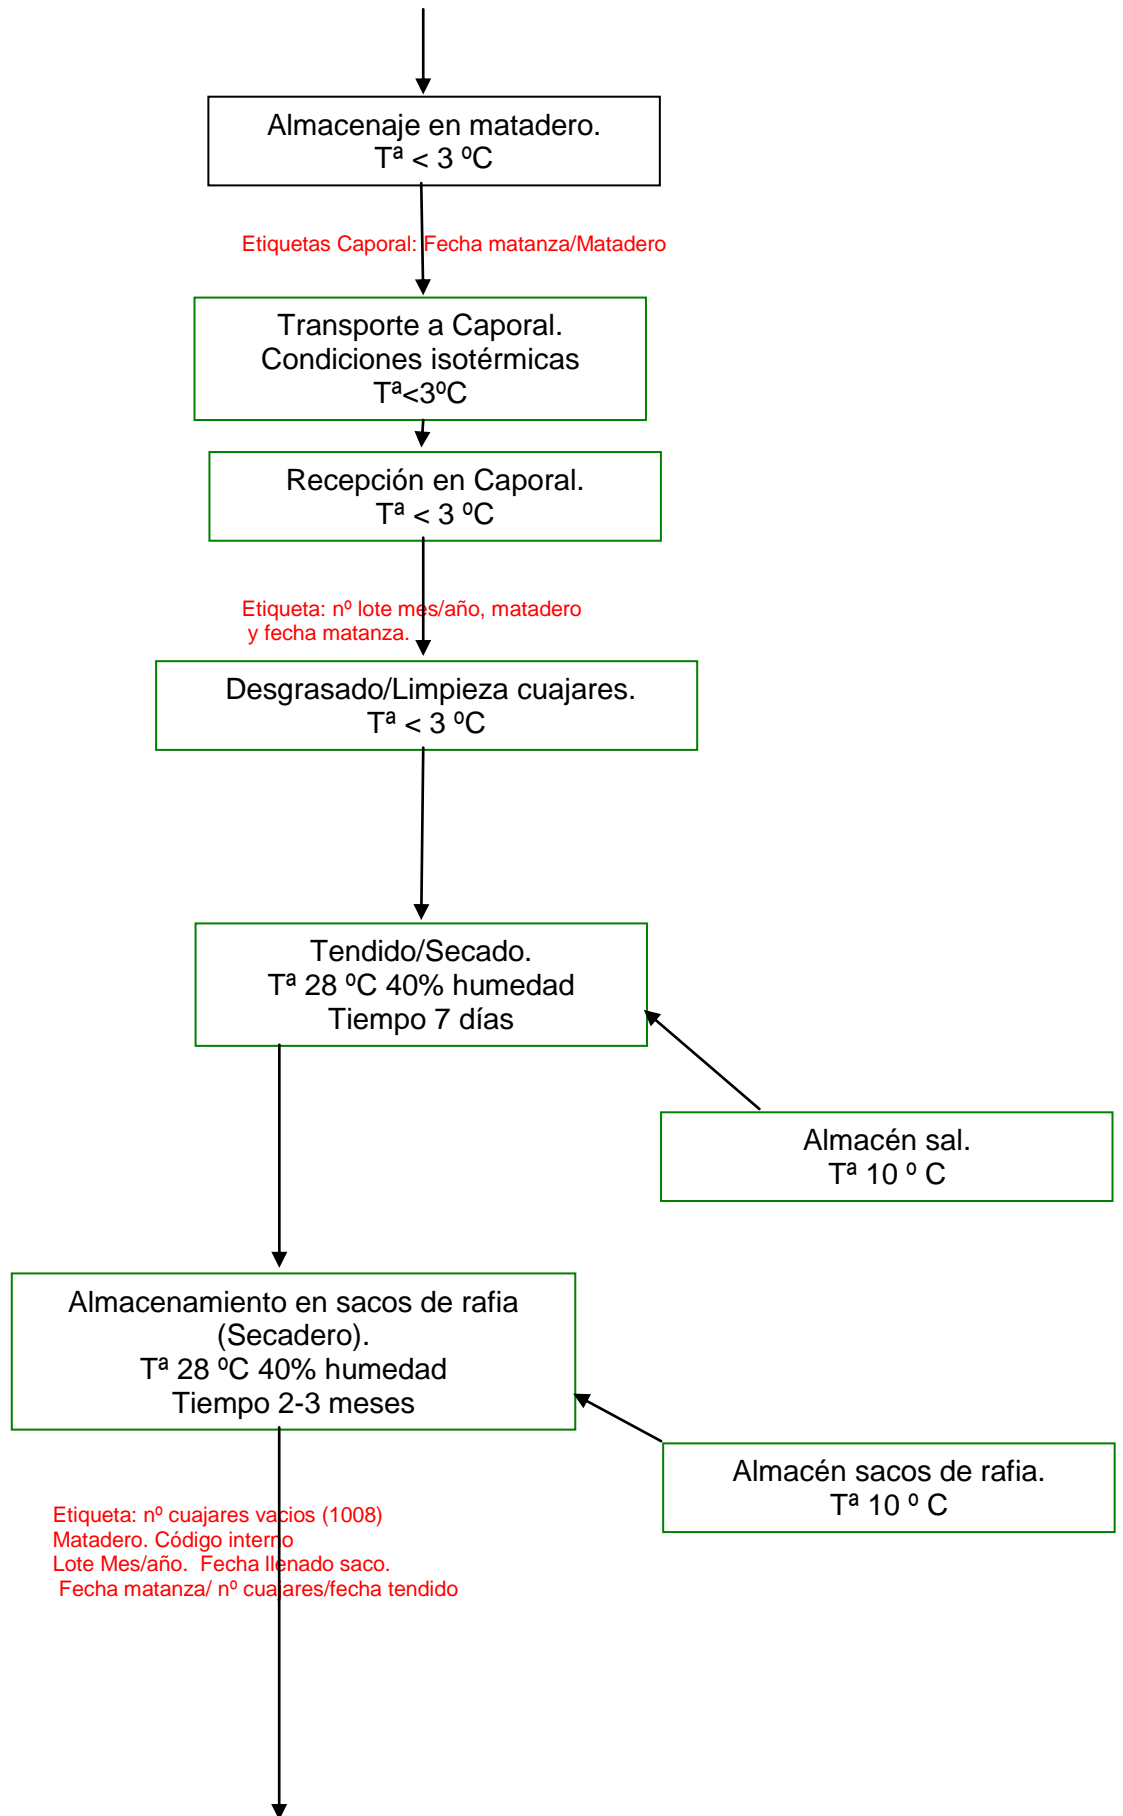 Almacenaje en matadero.
Tª < 3 ºC
Etiquetas Caporal: Fecha matanza/Matadero
Transporte a Caporal.
Condiciones isotérmicas
Tª<3ºC
Recepción en Caporal.
Tª < 3 ºC
Etiqueta: nº lote mes/año, matadero
y fecha matanza.
Desgrasado/Limpieza cuajares.
Tª < 3 ºC
Tendido/Secado.
Tª 28 ºC 40% humedad
Tiempo 7 días
Almacén sal.
Tª 10 º C
Almacenamiento en sacos de rafia
(Secadero).
Tª 28 ºC 40% humedad
Tiempo 2-3 meses
Almacén sacos de rafia.
Tª 10 º C
Etiqueta: nº cuajares vacios (1008)
Matadero. Código interno
Lote Mes/año. Fecha llenado saco.
Fecha matanza/ nº cuajares/fecha tendido